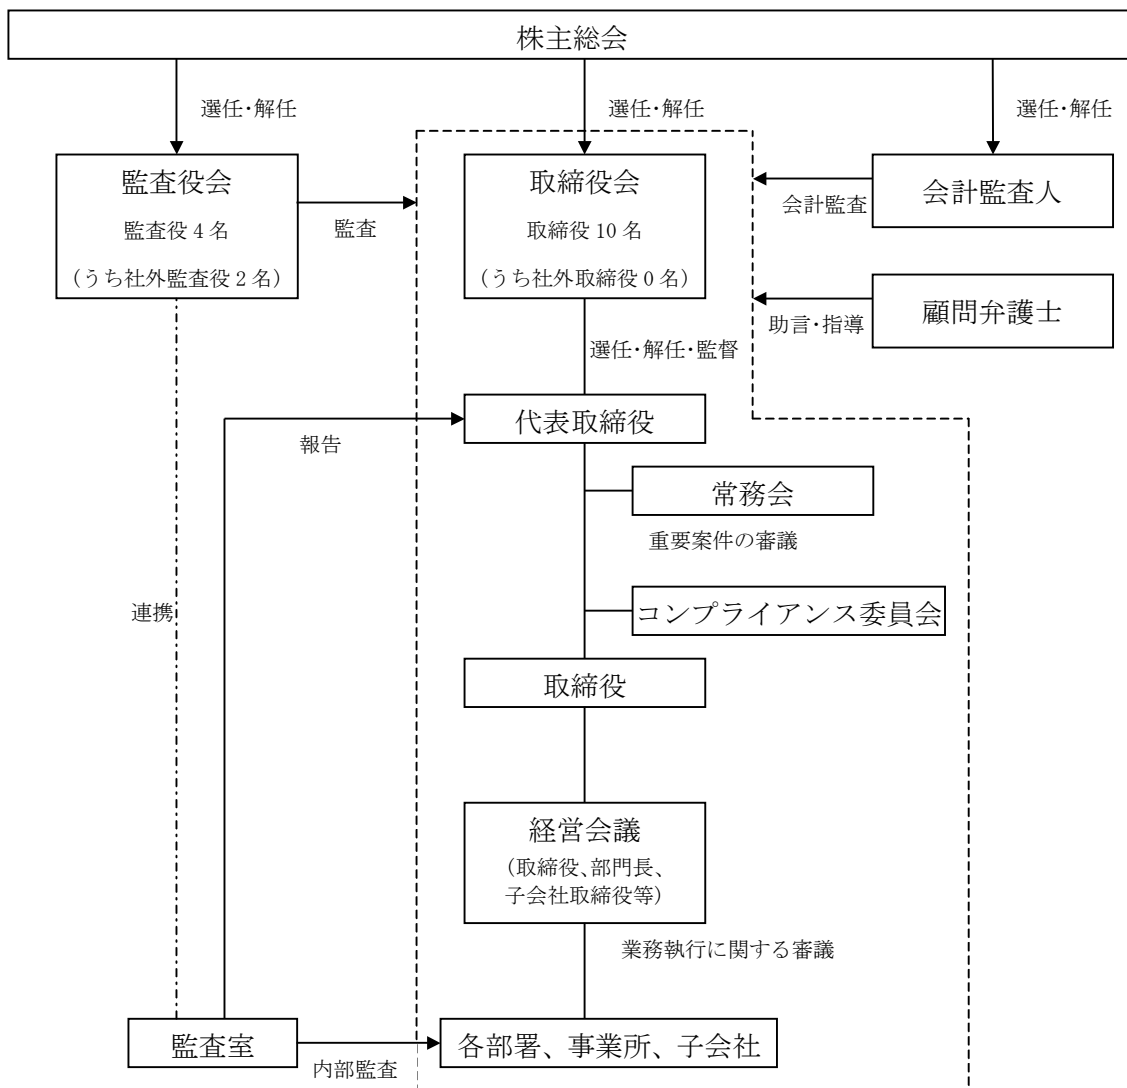 株主総会
選任・解任
選任・解任
選任・解任
監査役会
監査役 4 名
(うち社外監査役 2 名)
監査
取締役会
取締役 10 名
(うち社外取締役 0 名)
会計監査人
会計監査
顧問弁護士
助言・指導
選任・解任・監督
代表取締役
報告
常務会
重要案件の審議
連携
コンプライアンス委員会
取締役
経営会議
(取締役、部門長、
子会社取締役等)
業務執行に関する審議
監査室
内部監査
各部署、事業所、子会社